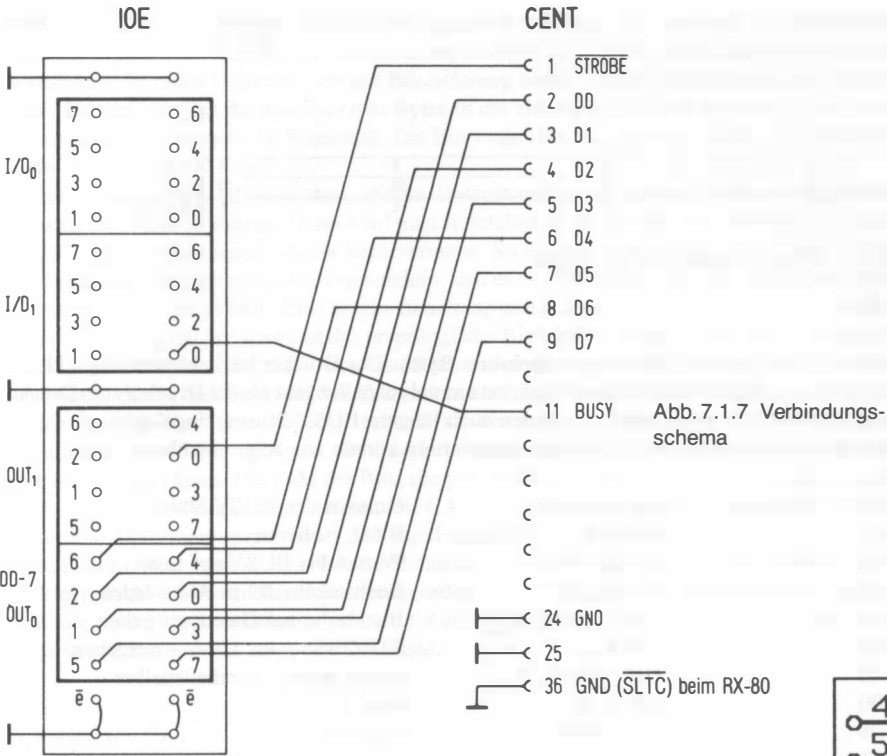 IOE
CENT
1 STROBE
7 6
2 D0
5 4
3 D1
I/O₀
3 2
4 D2
1 0
5 D3
7 6
6 D4
5 4
7 D5
I/O₁
3 2
8 D6
1 0
9 D7
11 BUSY
Abb. 7.1.7 Verbindungs-
schema
6 4
2 0
OUT₁
1 3
5 7
6 4
DO-7
2 0
OUT₀
1 3
24 GND
5 7
25
36 GND (SLTC) beim RX-80
ē ē
4